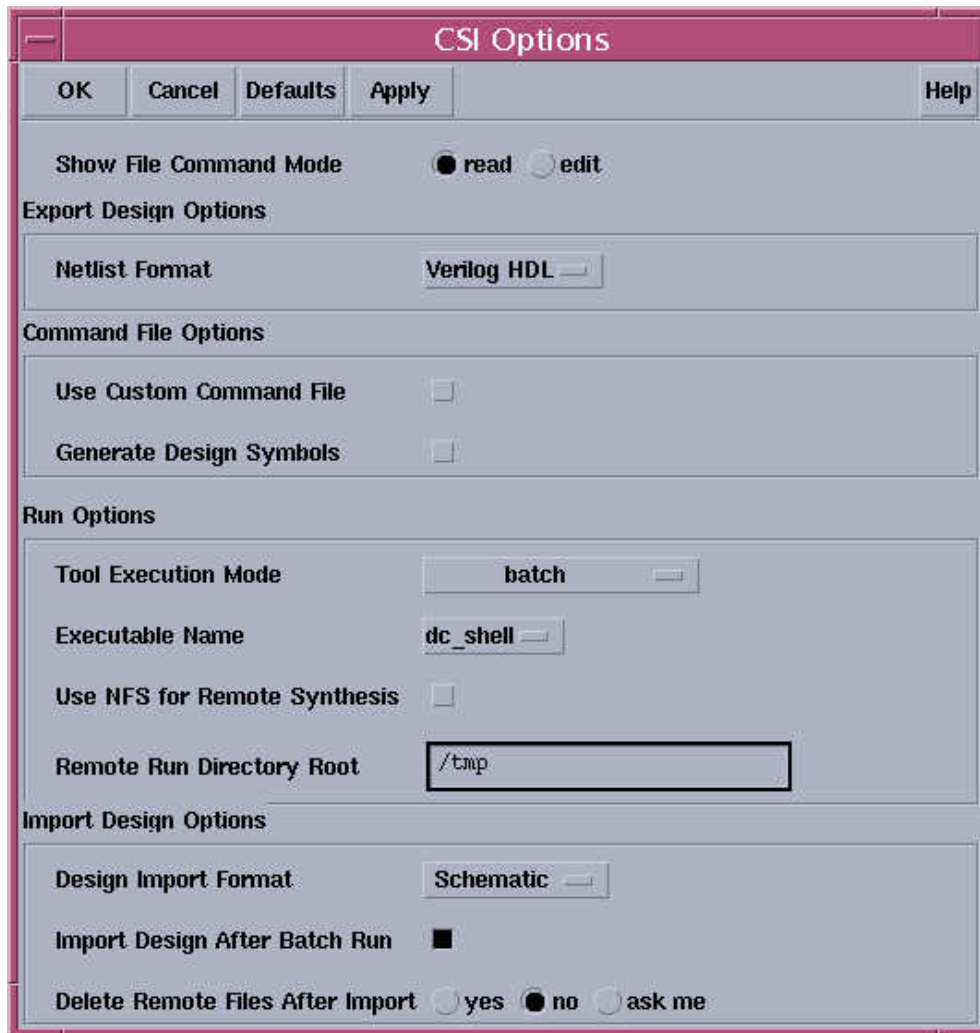 CSI Options
OK Cancel Defaults Apply Help
Show File Command Mode read edit
Export Design Options
Netlist Format Verilog HDL
Command File Options
Use Custom Command File
Generate Design Symbols
Run Options
Tool Execution Mode batch
Executable Name dc_shell
Use NFS for Remote Synthesis
Remote Run Directory Root /tmp
Import Design Options
Design Import Format Schematic
Import Design After Batch Run
Delete Remote Files After Import yes no ask me